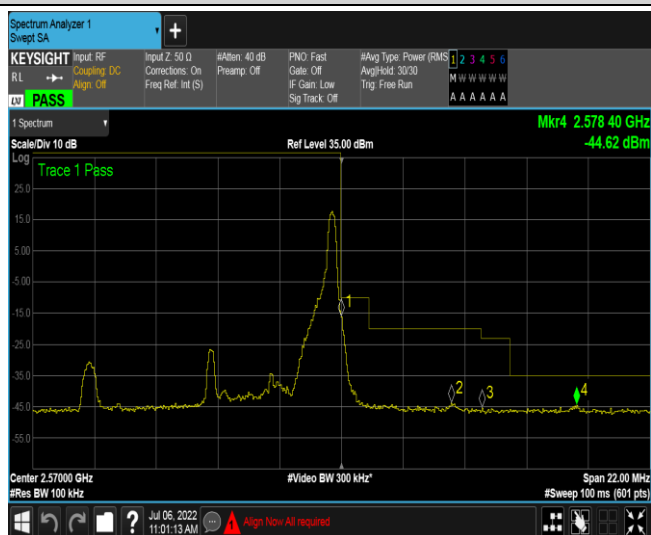 Spectrum Analyzer 1
Swept SA
+
KEYSIGHT
R L
LXI PASS
Input: RF
Coupling: DC
Align: Off
Input Z: 50 Ω
Corrections: On
Freq Ref: Int (S)
#Atten: 40 dB
Preamp: Off
PNO: Fast
Gate: Off
IF Gain: Low
Sig Track: Off
#Avg Type: Power (RMS
Avg|Hold: 30/30
Trig: Free Run
1 2 3 4 5 6
M W W W W W
A A A A A A
1 Spectrum
Mkr4 2.578 40 GHz
Scale/Div 10 dB
Ref Level 35.00 dBm
-44.62 dBm
Log
Trace 1 Pass
25.0
15.0
5.00
-5.00
-15.0
-25.0
-35.0
-45.0
-55.0
1
2
3
4
Center 2.57000 GHz
#Video BW 300 kHz*
Span 22.00 MHz
#Res BW 100 kHz
#Sweep 100 ms (601 pts)
?
Jul 06, 2022
11:01:13 AM
Align Now All required